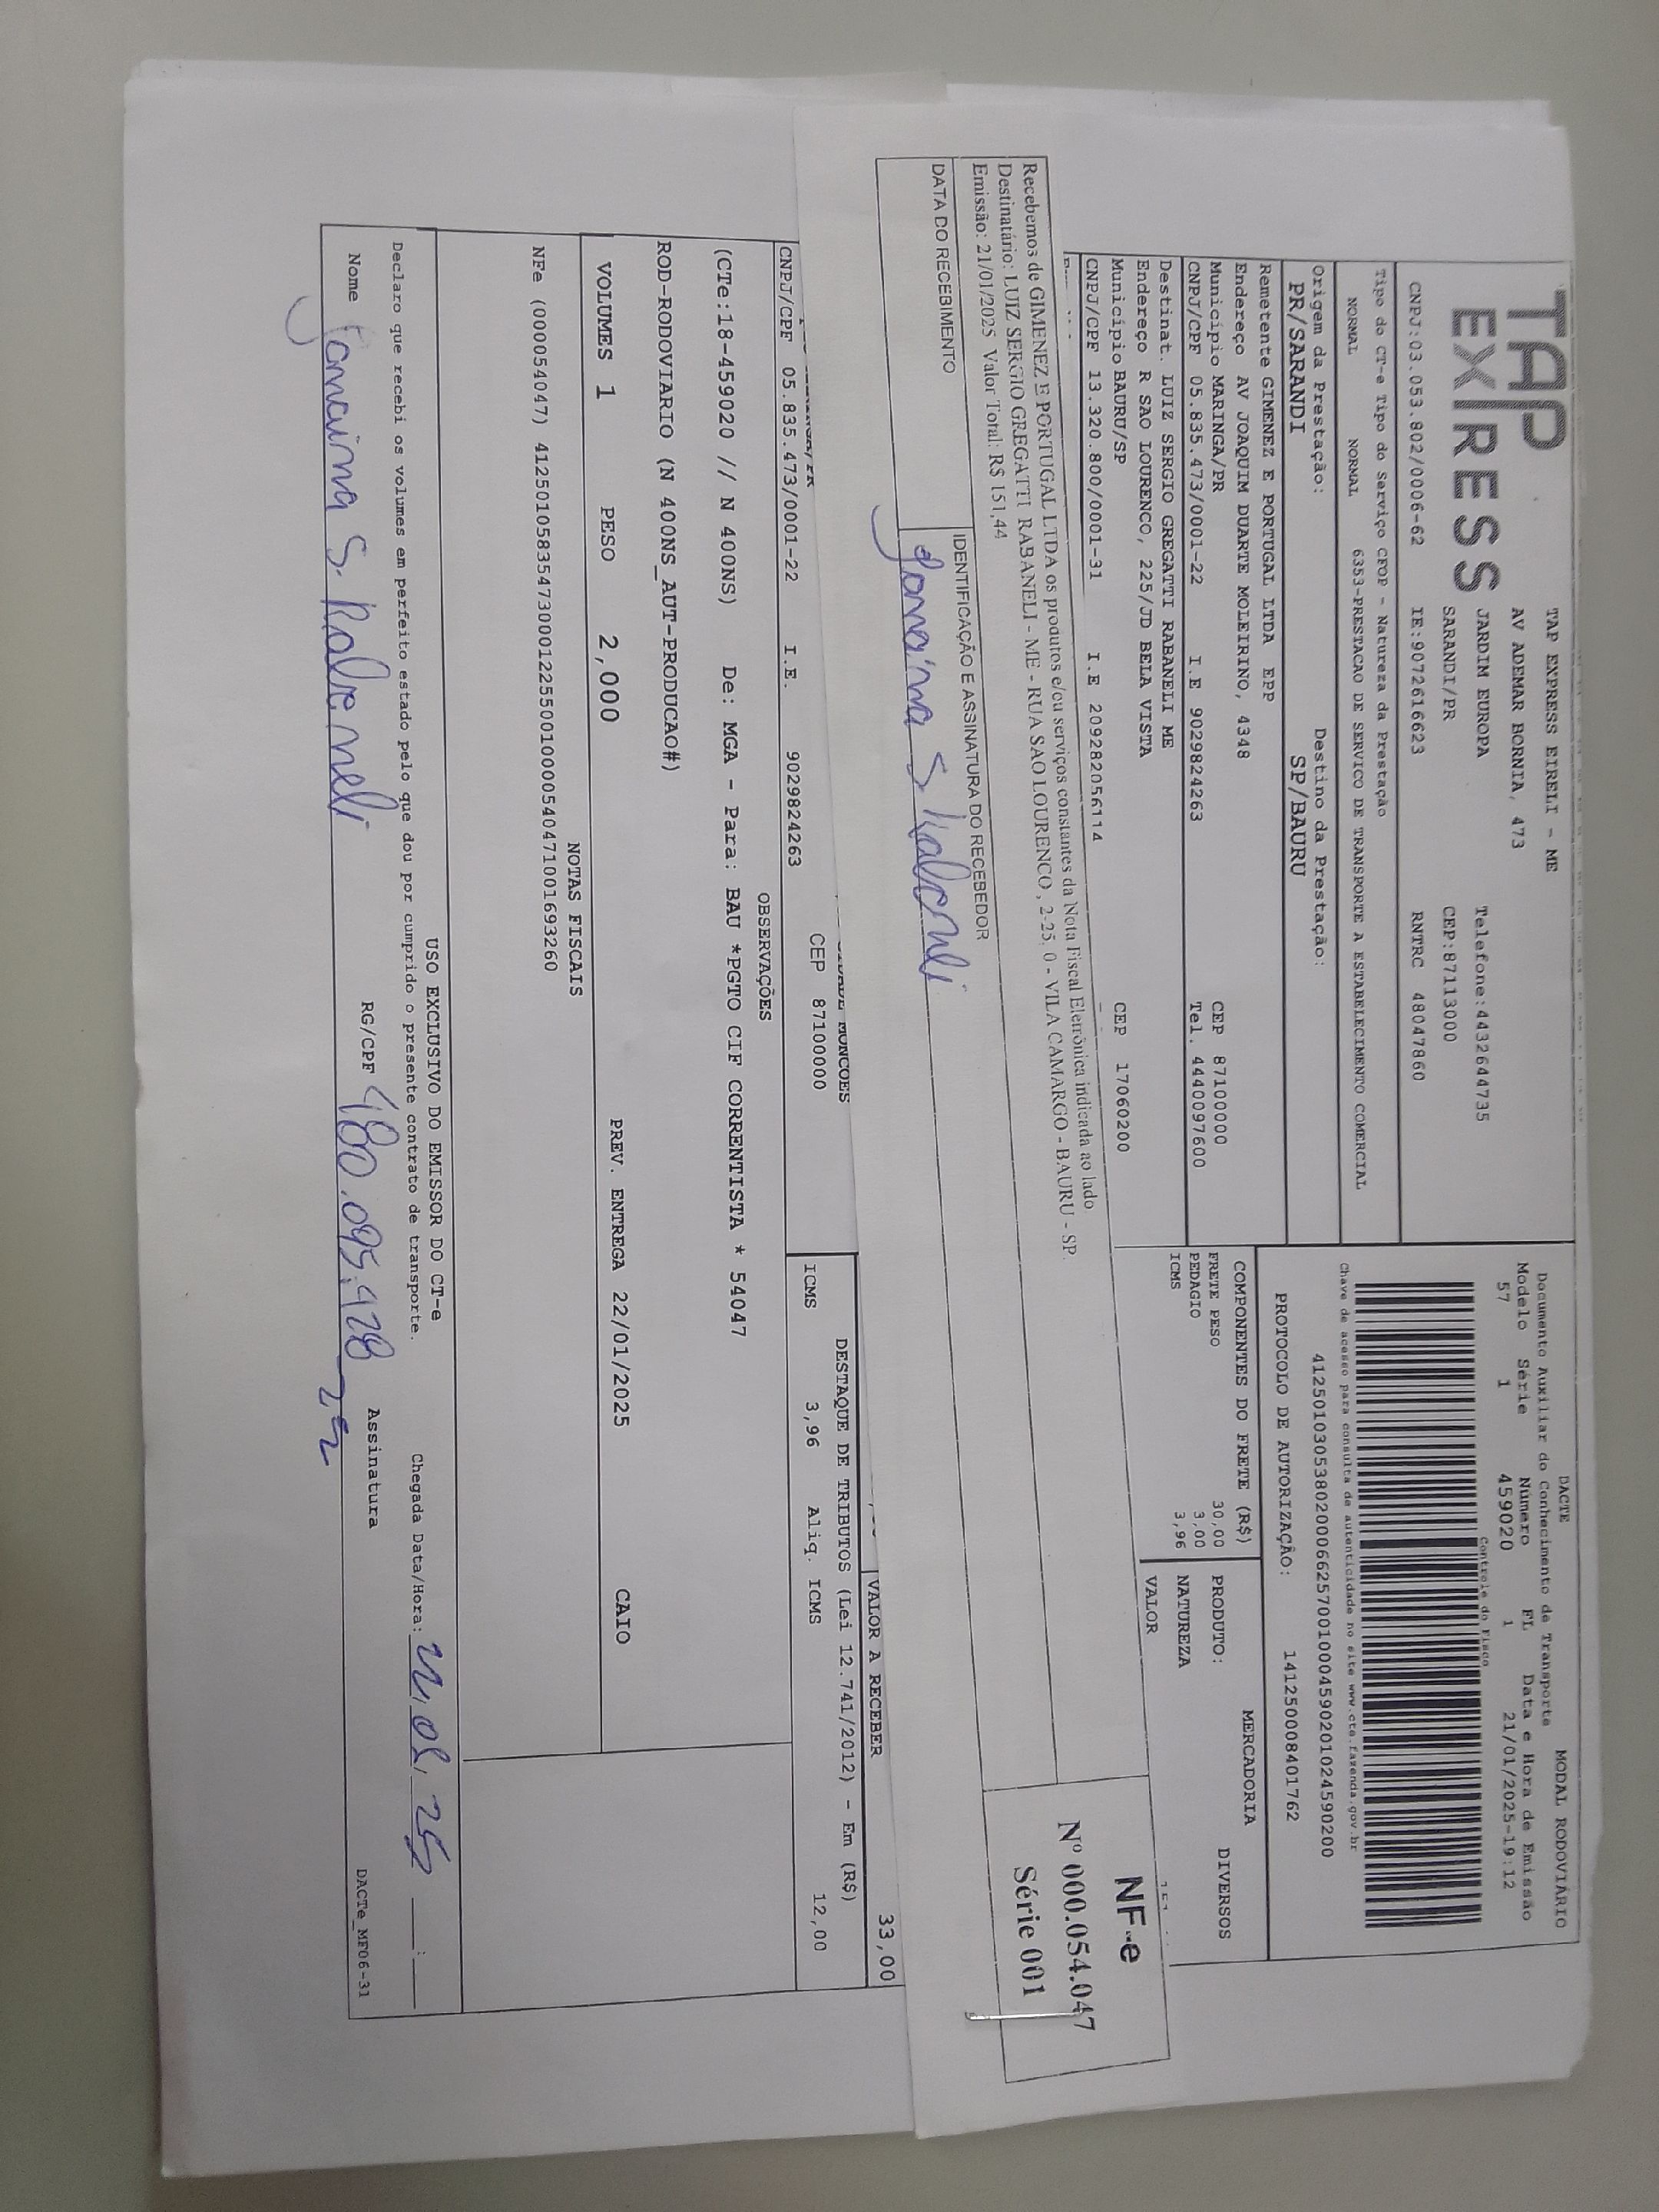 TAP
EXPRESS
TAP EXPRESS EIRELI - ME
AV ADEMAR BORNIA, 473
JARDIM EUROPA Telefone:4432644735
SARANDI/PR CEP:87113000
CNPJ:03.053.802/0006-62 IE:9072616623 RNTRC 48047860
DACTE MODAL RODOVIÁRIO
Documento Auxiliar do Conhecimento de Transporte
Modelo Série Número FL Data e Hora de Emissão
57 1 459020 1 21/01/2025-19:12
Controle do Fisco
Chave de acesso para consulta de autenticidade no site www.cte.fazenda.gov.br
41250103053802000662570010004590201024590200
PROTOCOLO DE AUTORIZAÇÃO: 141250008401762
Tipo do CT-e Tipo do Serviço CFOP - Natureza da Prestação
NORMAL NORMAL 6353-PRESTACAO DE SERVICO DE TRANSPORTE A ESTABELECIMENTO COMERCIAL
Origem da Prestação: Destino da Prestação:
PR/SARANDI SP/BAURU
Remetente GIMENEZ E PORTUGAL LTDA EPP
Endereço AV JOAQUIM DUARTE MOLEIRINO, 4348
Município MARINGA/PR CEP 87100000
CNPJ/CPF 05.835.473/0001-22 I.E 9029824263 Tel. 4440097600
Destinat. LUIZ SERGIO GREGATTI RABANELI ME
Endereço R SAO LOURENCO, 225/JD BELA VISTA
Município BAURU/SP CEP 17060200
CNPJ/CPF 13.320.800/0001-31 I.E 209282056114
COMPONENTES DO FRETE (R$)
FRETE PESO 30,00
PEDAGIO 3,00
ICMS 3,96
MERCADORIA
PRODUTO: DIVERSOS
NATUREZA
VALOR
Recebemos de GIMENEZ E PORTUGAL LTDA os produtos e/ou serviços constantes da Nota Fiscal Eletrônica indicada ao lado.
Destinatário: LUIZ SERGIO GREGATTI RABANELI - ME - RUA SAO LOURENCO, 2-25, 0 - VILA CAMARGO - BAURU - SP.
Emissão: 21/01/2025 Valor Total: R$ 151,44
DATA DO RECEBIMENTO IDENTIFICAÇÃO E ASSINATURA DO RECEBEDOR
NF-e
Nº 000.054.047
Série 001
VALOR A RECEBER 33,00
MONCOES
CNPJ/CPF 05.835.473/0001-22 I.E. 9029824263 CEP 87100000
DESTAQUE DE TRIBUTOS (Lei 12.741/2012) - Em (R$)
ICMS 3,96 Aliq. ICMS 12,00
OBSERVAÇÕES
(CTe:18-459020 // N 400NS) De: MGA - Para: BAU *PGTO CIF CORRENTISTA * 54047
ROD-RODOVIARIO (N 400NS_AUT-PRODUCAO#)
VOLUMES 1 PESO 2,000 PREV. ENTREGA 22/01/2025 CAIO
NOTAS FISCAIS
NFe (000054047) 41250105835473000122550010000540471001693260
USO EXCLUSIVO DO EMISSOR DO CT-e
Declaro que recebi os volumes em perfeito estado pelo que dou por cumprido o presente contrato de transporte. Chegada Data/Hora:
Nome Janaina S. Rabaneli RG/CPF 480.095.928 Assinatura
DACTe_MF06-31